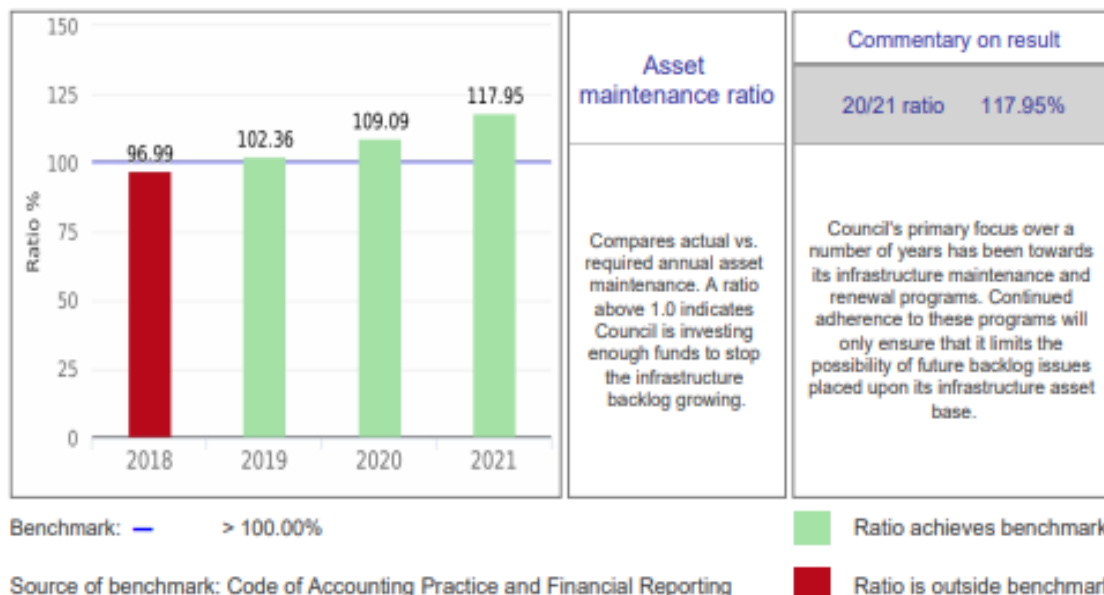 150
125
100
75
50
25
0
Ratio %
96.99
102.36
109.09
117.95
2018
2019
2020
2021
Asset
maintenance ratio
Compares actual vs.
required annual asset
maintenance. A ratio
above 1.0 indicates
Council is investing
enough funds to stop
the infrastructure
backlog growing.
Commentary on result
20/21 ratio 117.95%
Council's primary focus over a
number of years has been towards
its infrastructure maintenance and
renewal programs. Continued
adherence to these programs will
only ensure that it limits the
possibility of future backlog issues
placed upon its infrastructure asset
base.
Benchmark: > 100.00%
Ratio achieves benchmark
Source of benchmark: Code of Accounting Practice and Financial Reporting
Ratio is outside benchmark